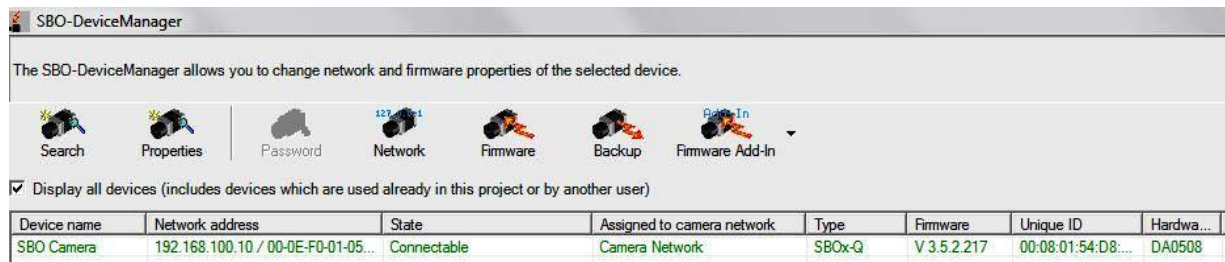 SBO-DeviceManager
The SBO-DeviceManager allows you to change network and firmware properties of the selected device.
Search Properties Password Network Firmware Backup Firmware Add-In
Display all devices (includes devices which are used already in this project or by another user)
Device name Network address State Assigned to camera network Type Firmware Unique ID Hardwa...
SBO Camera 192.168.100.10 / 00-0E-F0-01-05... Connectable Camera Network SBOx-Q V 3.5.2.217 00:08:01:54:D8:... DA0508